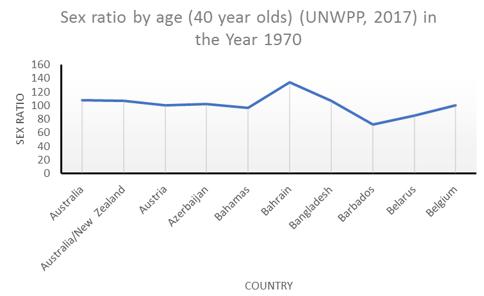 Sex ratio by age (40 year olds) (UNWPP, 2017) in
the Year 1970
SEX RATIO
160
140
120
100
80
60
40
20
0
Australia
Australia/New Zealand
Austria
Azerbaijan
Bahamas
Bahrain
Bangladesh
Barbados
Belarus
Belgium
COUNTRY